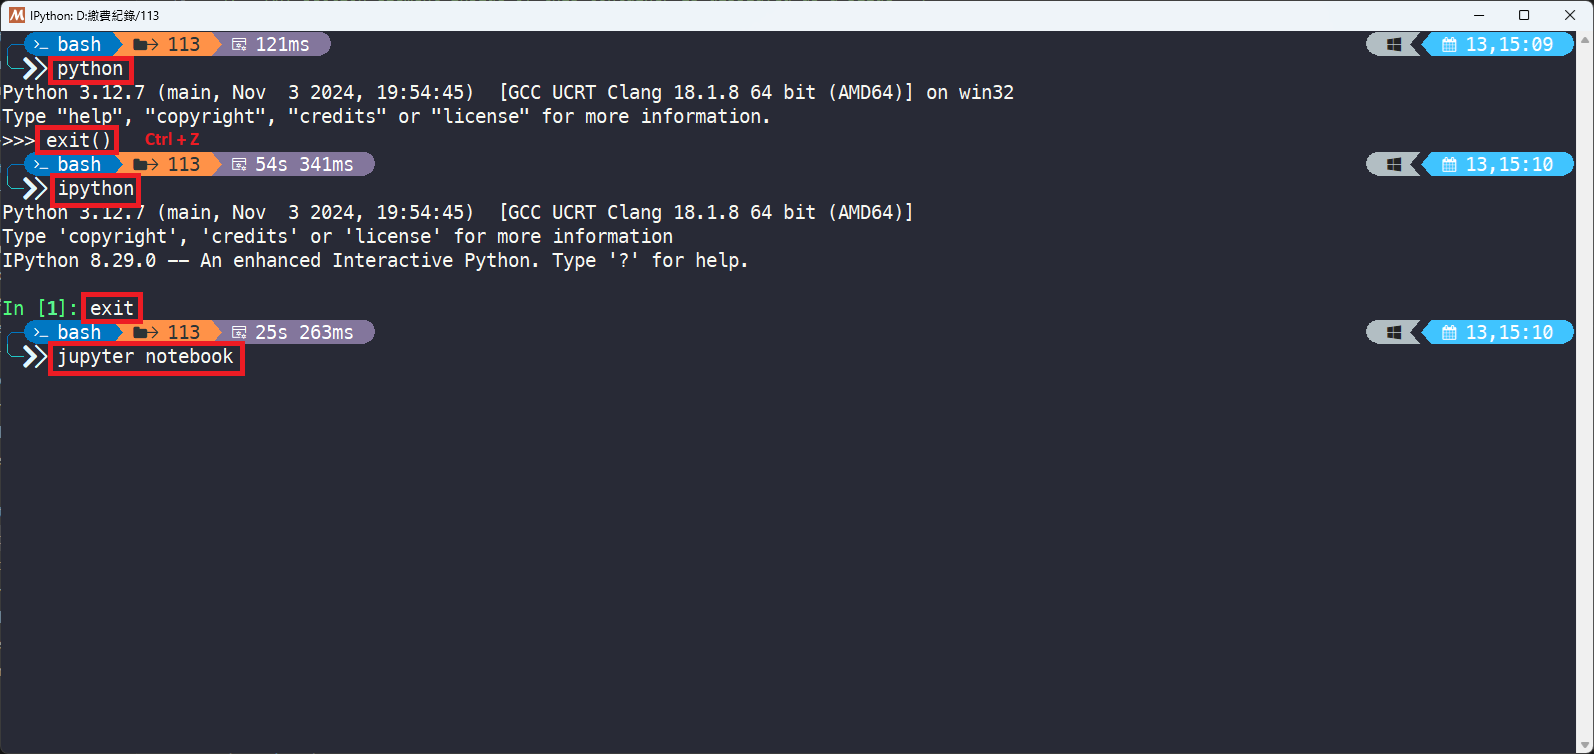 IPython: D:繳費紀錄/113
bash 113 121ms 13,15:09
python
Python 3.12.7 (main, Nov  3 2024, 19:54:45)  [GCC UCRT Clang 18.1.8 64 bit (AMD64)] on win32
Type "help", "copyright", "credits" or "license" for more information.
>>> exit() Ctrl + Z
bash 113 54s 341ms 13,15:10
ipython
Python 3.12.7 (main, Nov  3 2024, 19:54:45)  [GCC UCRT Clang 18.1.8 64 bit (AMD64)]
Type 'copyright', 'credits' or 'license' for more information
IPython 8.29.0 -- An enhanced Interactive Python. Type '?' for help.
In [1]: exit
bash 113 25s 263ms 13,15:10
jupyter notebook